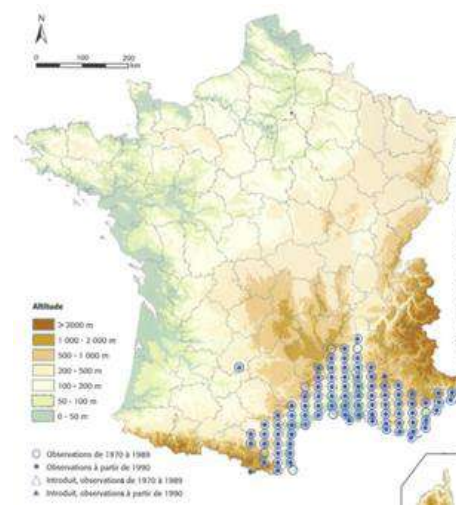 N
0 100 200
km
Altitude
> 2000 m
1 000 - 2 000 m
500 - 1 000 m
200 - 500 m
100 - 200 m
50 - 100 m
0 - 50 m
Observations de 1970 à 1989
Observations à partir de 1990
Introduit, observations de 1970 à 1989
Introduit, observations à partir de 1990